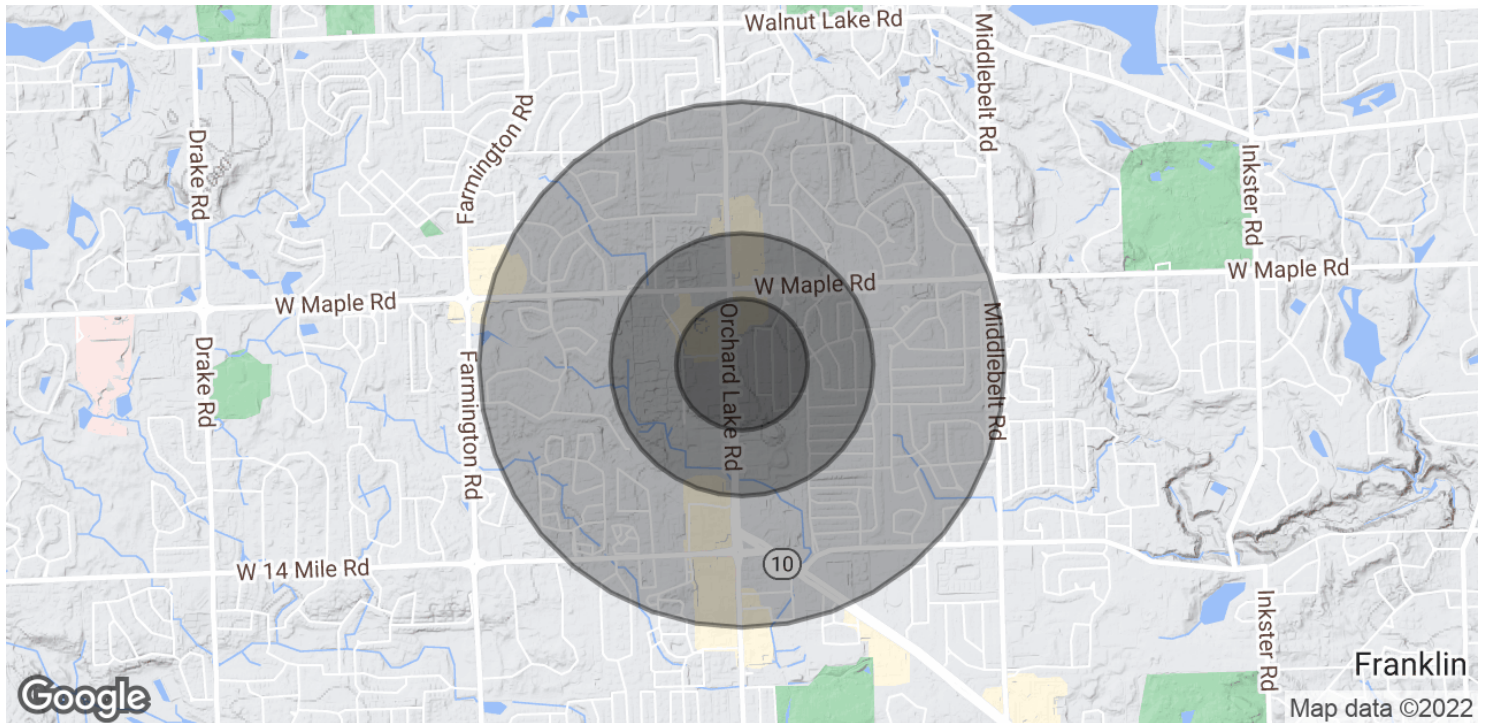 Walnut Lake Rd
Middlebelt Rd
Farmington Rd
Drake Rd
Inkster Rd
W Maple Rd
W Maple Rd
W Maple Rd
Orchard Lake Rd
Middlebelt Rd
Drake Rd
Farmington Rd
10
W 14 Mile Rd
Inkster Rd
Franklin
Google
Map data ©2022